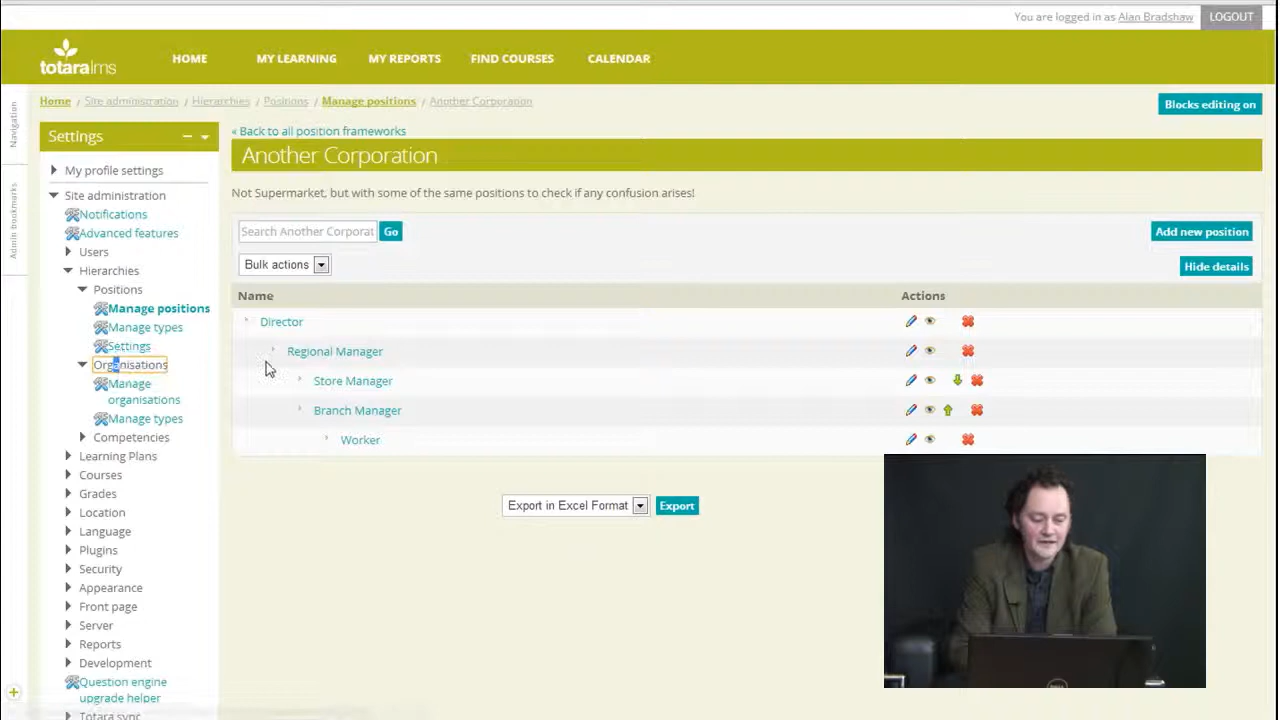 You are logged in as Alan Bradshaw LOGOUT
totaralms HOME MY LEARNING MY REPORTS FIND COURSES CALENDAR
Home / Site administration / Hierarchies / Positions / Manage positions / Another Corporation
Blocks editing on
Navigation
Admin bookmarks
Settings
My profile settings
Site administration
Notifications
Advanced features
Users
Hierarchies
Positions
Manage positions
Manage types
Settings
Organisations
Manage
organisations
Manage types
Competencies
Learning Plans
Courses
Grades
Location
Language
Plugins
Security
Appearance
Front page
Server
Reports
Development
Question engine
upgrade helper
Totara sync
« Back to all position frameworks
Another Corporation
Not Supermarket, but with some of the same positions to check if any confusion arises!
Search Another Corporat Go Add new position
Bulk actions Hide details
Name Actions
Director
Regional Manager
Store Manager
Branch Manager
Worker
Export in Excel Format Export